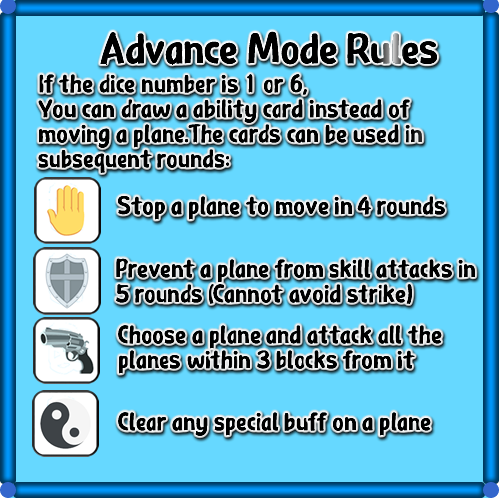 Advance Mode Rules
If the dice number is 1 or 6,
You can draw a ability card instead of
moving a plane.The cards can be used in
subsequent rounds:
Stop a plane to move in 4 rounds
Prevent a plane from skill attacks in
5 rounds (Cannot avoid strike)
Choose a plane and attack all the
planes within 3 blocks from it
Clear any special buff on a plane